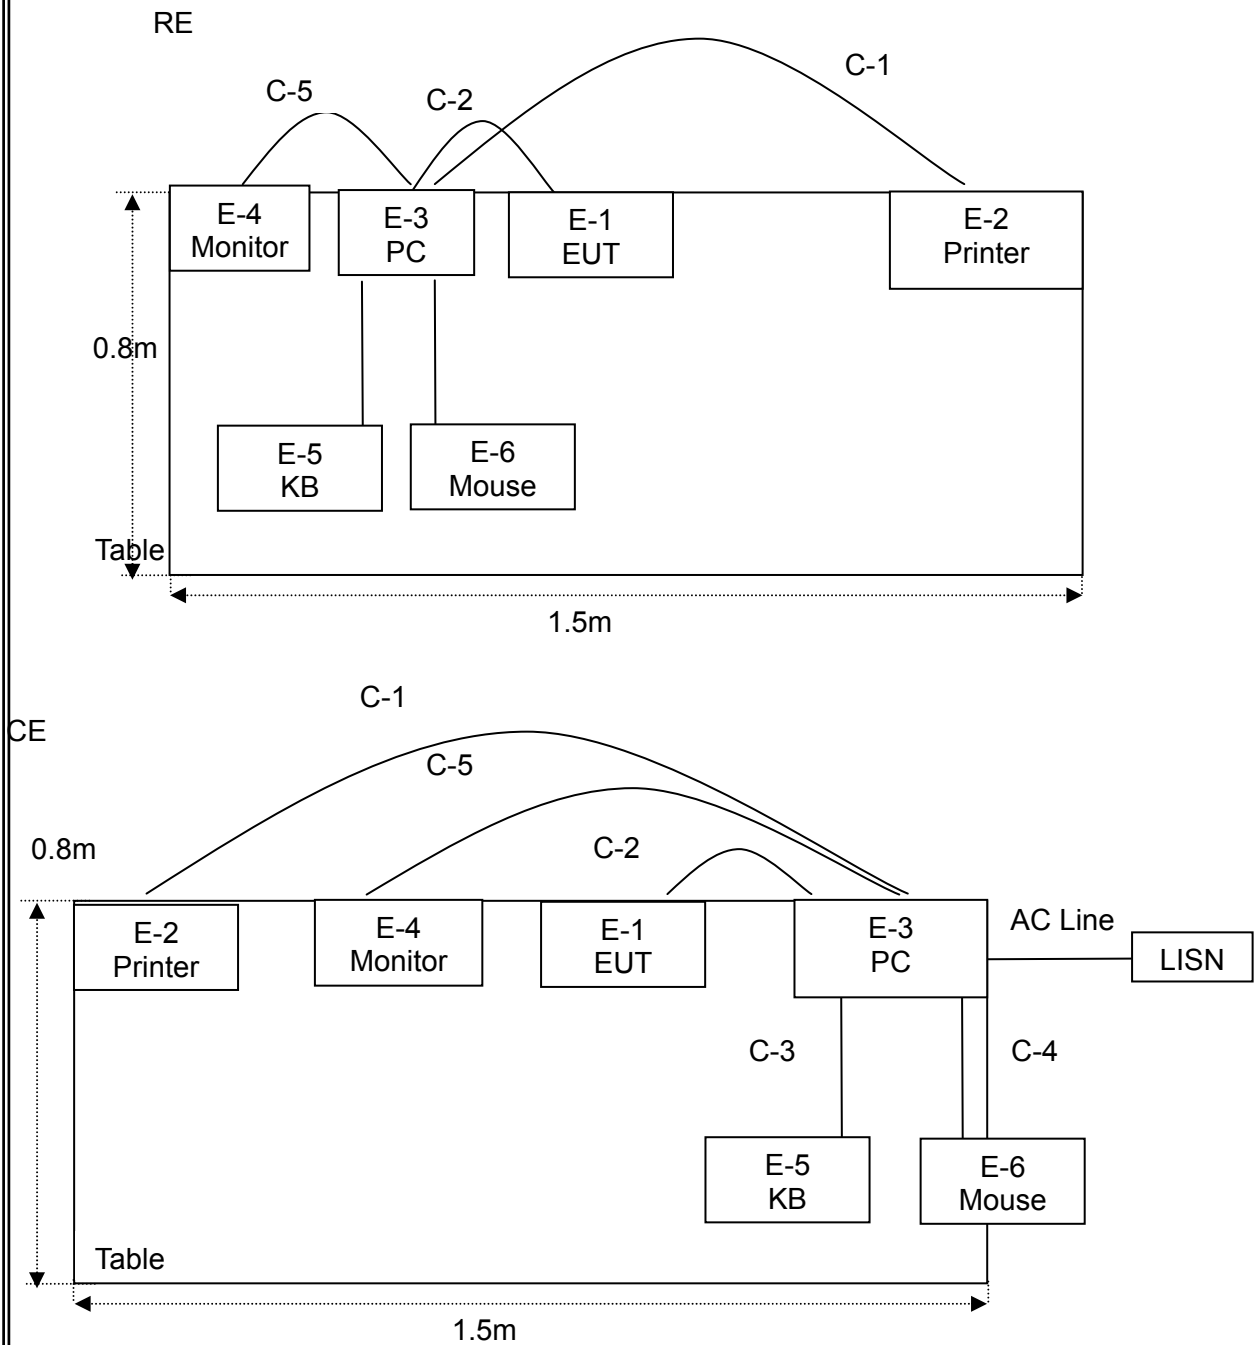 RE
C-1
C-5
C-2
E-4
Monitor
E-3
PC
E-1
EUT
E-2
Printer
0.8m
E-5
KB
E-6
Mouse
Table
1.5m
C-1
CE
C-5
0.8m
C-2
E-2
Printer
E-4
Monitor
E-1
EUT
E-3
PC
AC Line
LISN
C-3
C-4
E-5
KB
E-6
Mouse
Table
1.5m